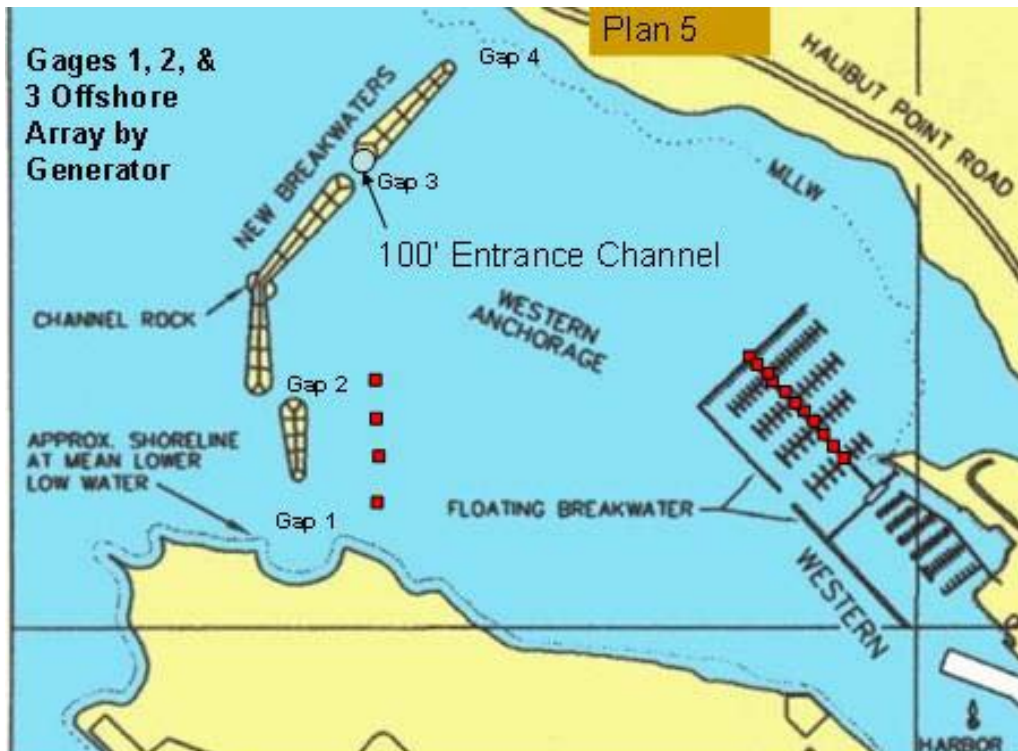 Plan 5
Gages 1, 2, &
3 Offshore
Array by
Generator
Gap 4
HALIBUT POINT ROAD
NEW BREAKWATERS
MLLW
Gap 3
100' Entrance Channel
CHANNEL ROCK
WESTERN
ANCHORAGE
Gap 2
APPROX. SHORELINE
AT MEAN LOWER
LOW WATER
Gap 1
FLOATING BREAKWATER
WESTERN
HARBOR